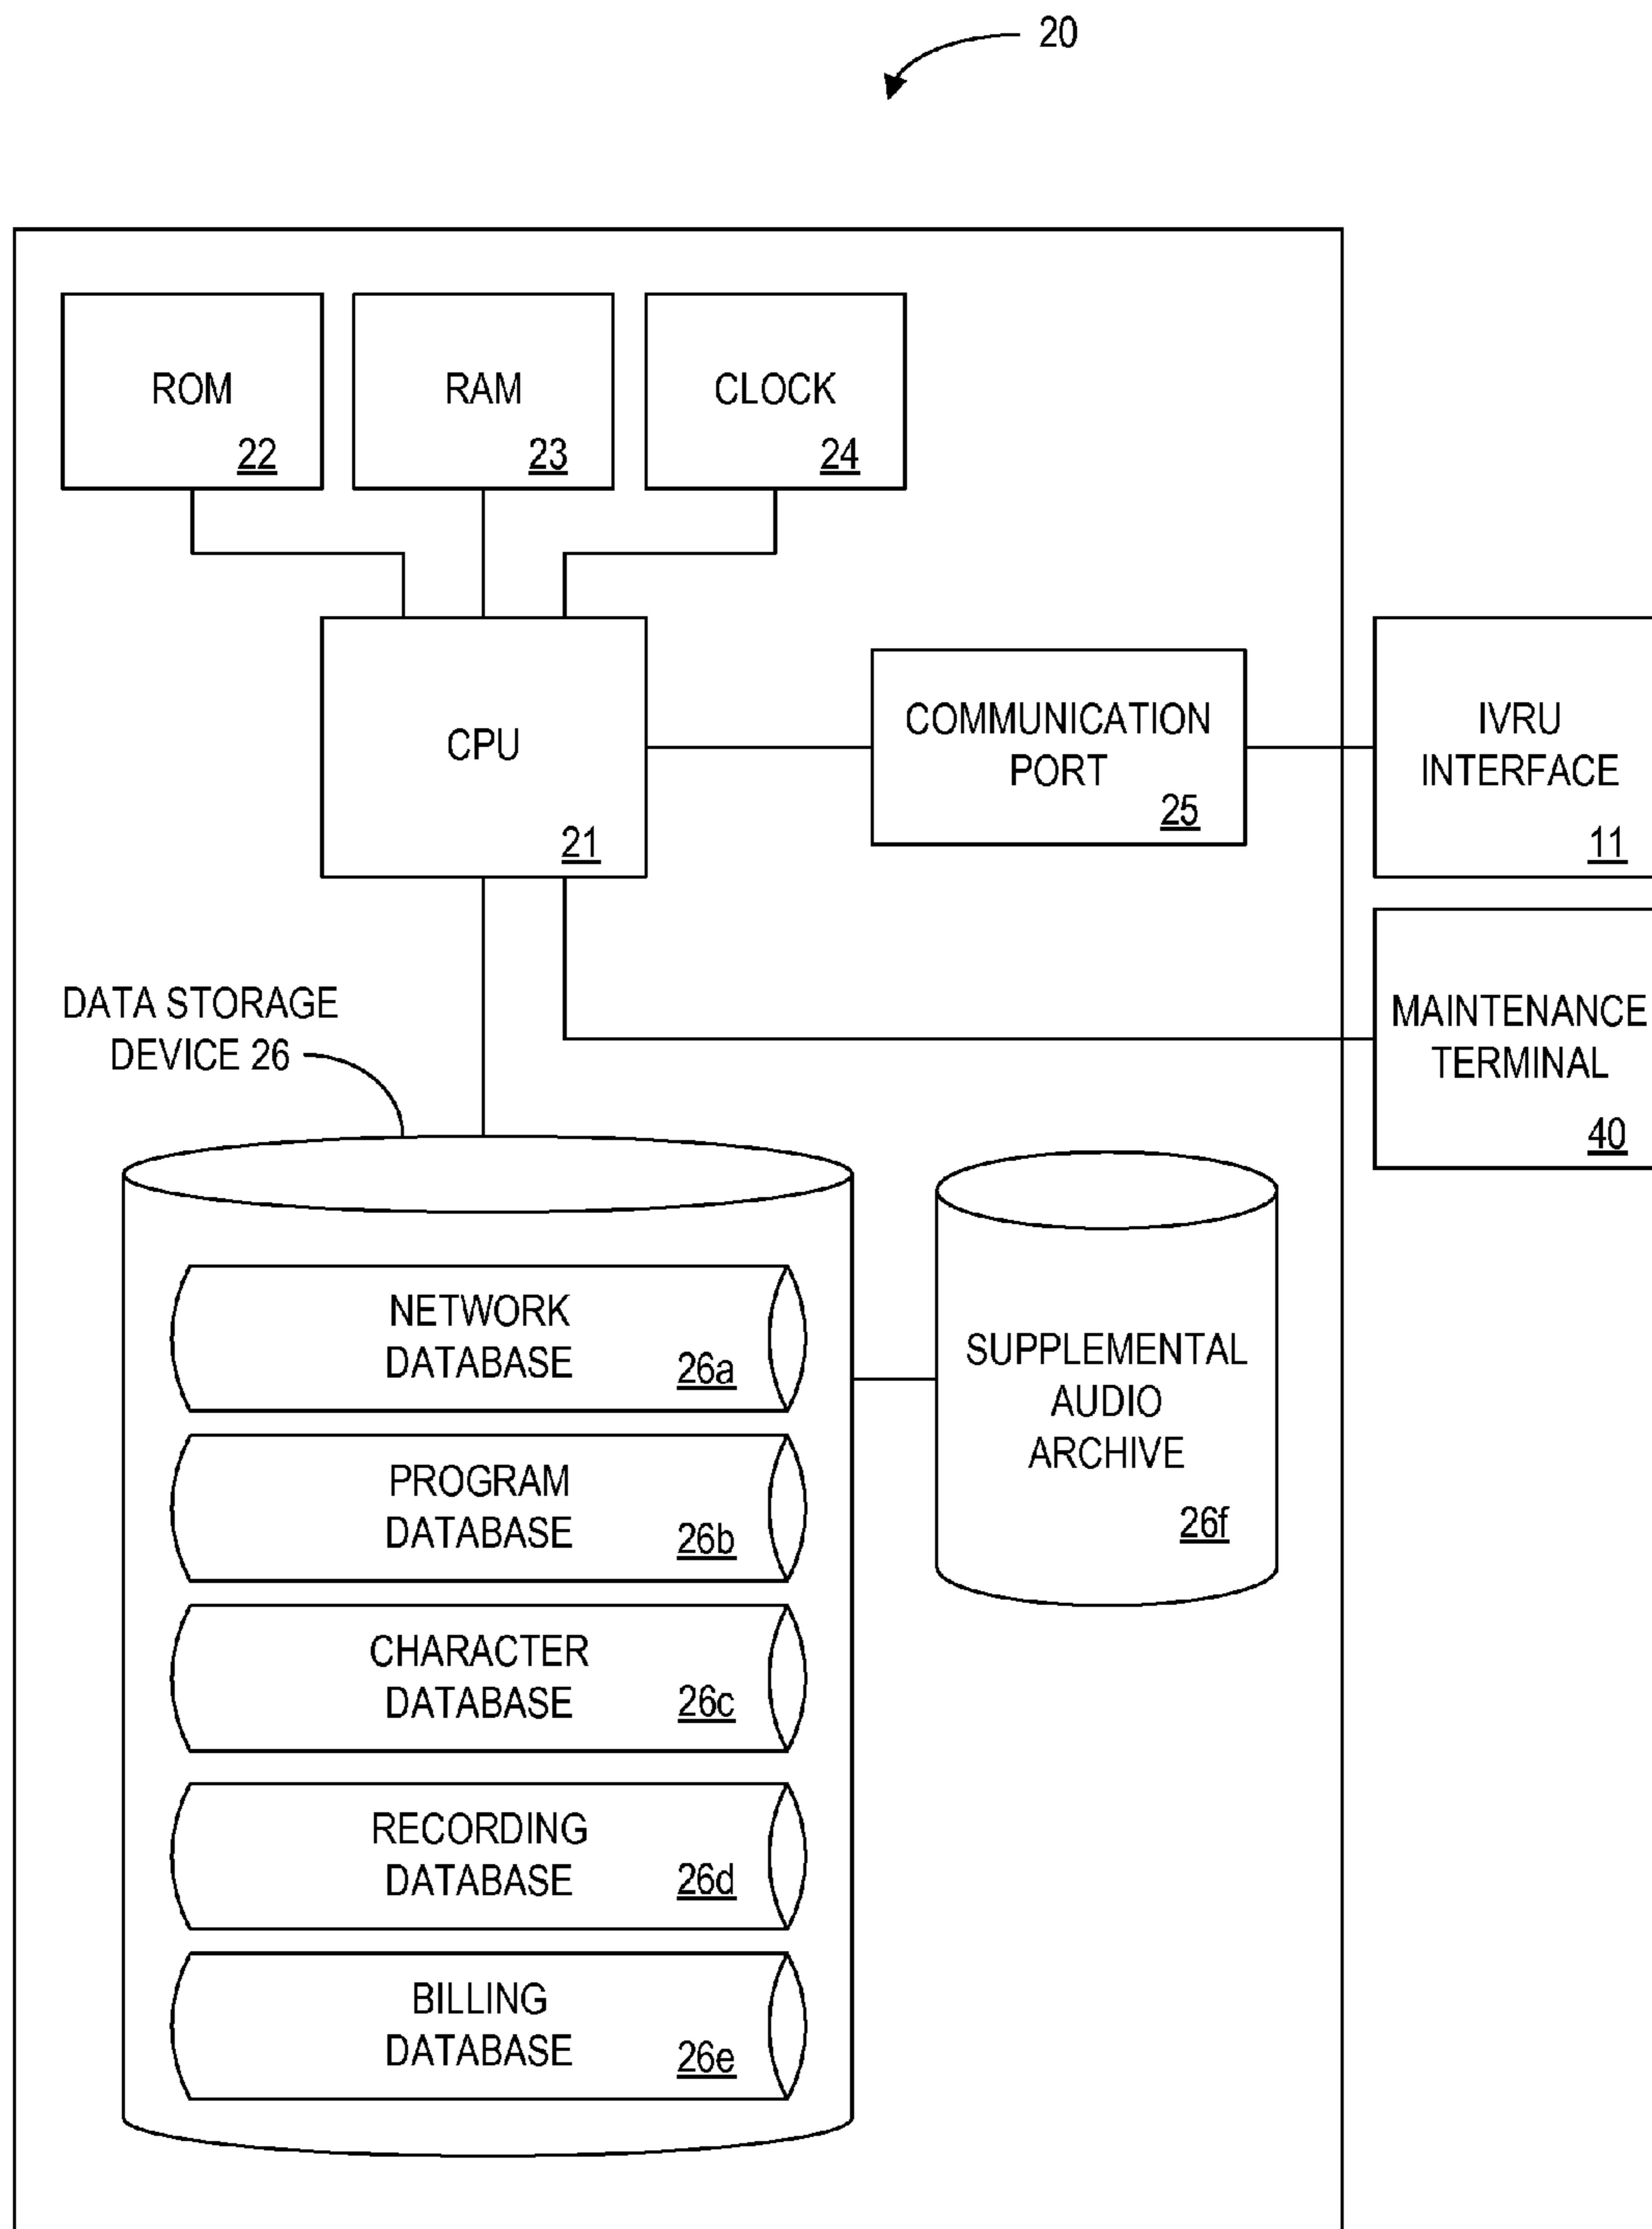 20
ROM
22
RAM
23
CLOCK
24
CPU
21
COMMUNICATION
PORT
25
IVRU
INTERFACE
11
MAINTENANCE
TERMINAL
40
DATA STORAGE
DEVICE 26
NETWORK
DATABASE
26a
PROGRAM
DATABASE
26b
CHARACTER
DATABASE
26c
RECORDING
DATABASE
26d
BILLING
DATABASE
26e
SUPPLEMENTAL
AUDIO
ARCHIVE
26f